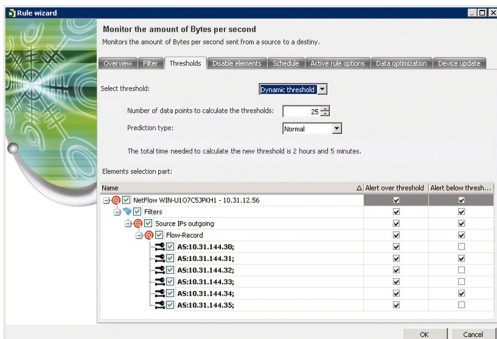 Rule wizard
Monitor the amount of Bytes per second
Monitors the amount of Bytes per second sent from a source to a destiny.
Overview Filter Thresholds Disable elements Schedule Active rule options Data optimization Device update
Select threshold: Dynamic threshold
Number of data points to calculate the thresholds: 25
Prediction type: Normal
The total time needed to calculate the new threshold is 2 hours and 5 minutes.
Elements selection part:
Name Alert over threshold Alert below thresh...
NetFlow WIN-U1O7C5JPKH1 - 10.31.12.56
Filters
Source IPs outgoing
Flow-Record
AS:10.31.144.30;
AS:10.31.144.31;
AS:10.31.144.32;
AS:10.31.144.33;
AS:10.31.144.34;
AS:10.31.144.35;
OK Cancel